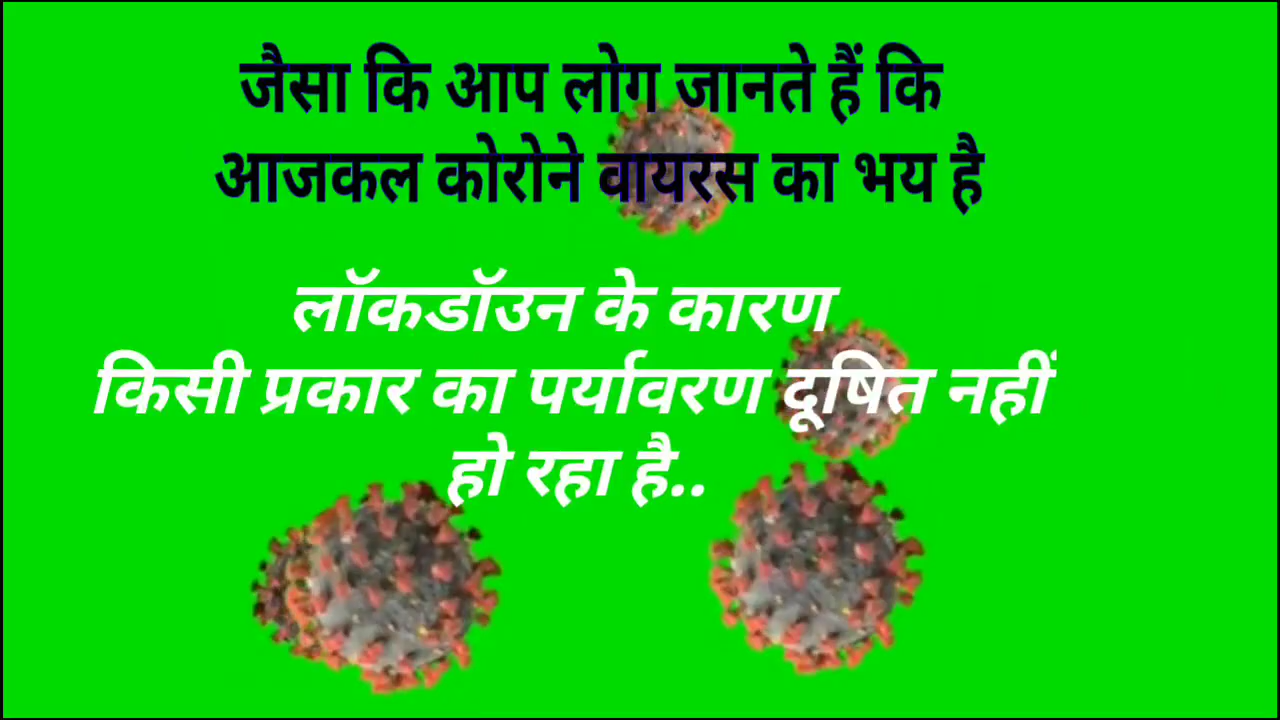 जैसा कि आप लोग जानते हैं कि
आजकल कोरोने वायरस का भय है
लॉकडॉउन के कारण
किसी प्रकार का पर्यावरण दूषित नहीं
हो रहा है..